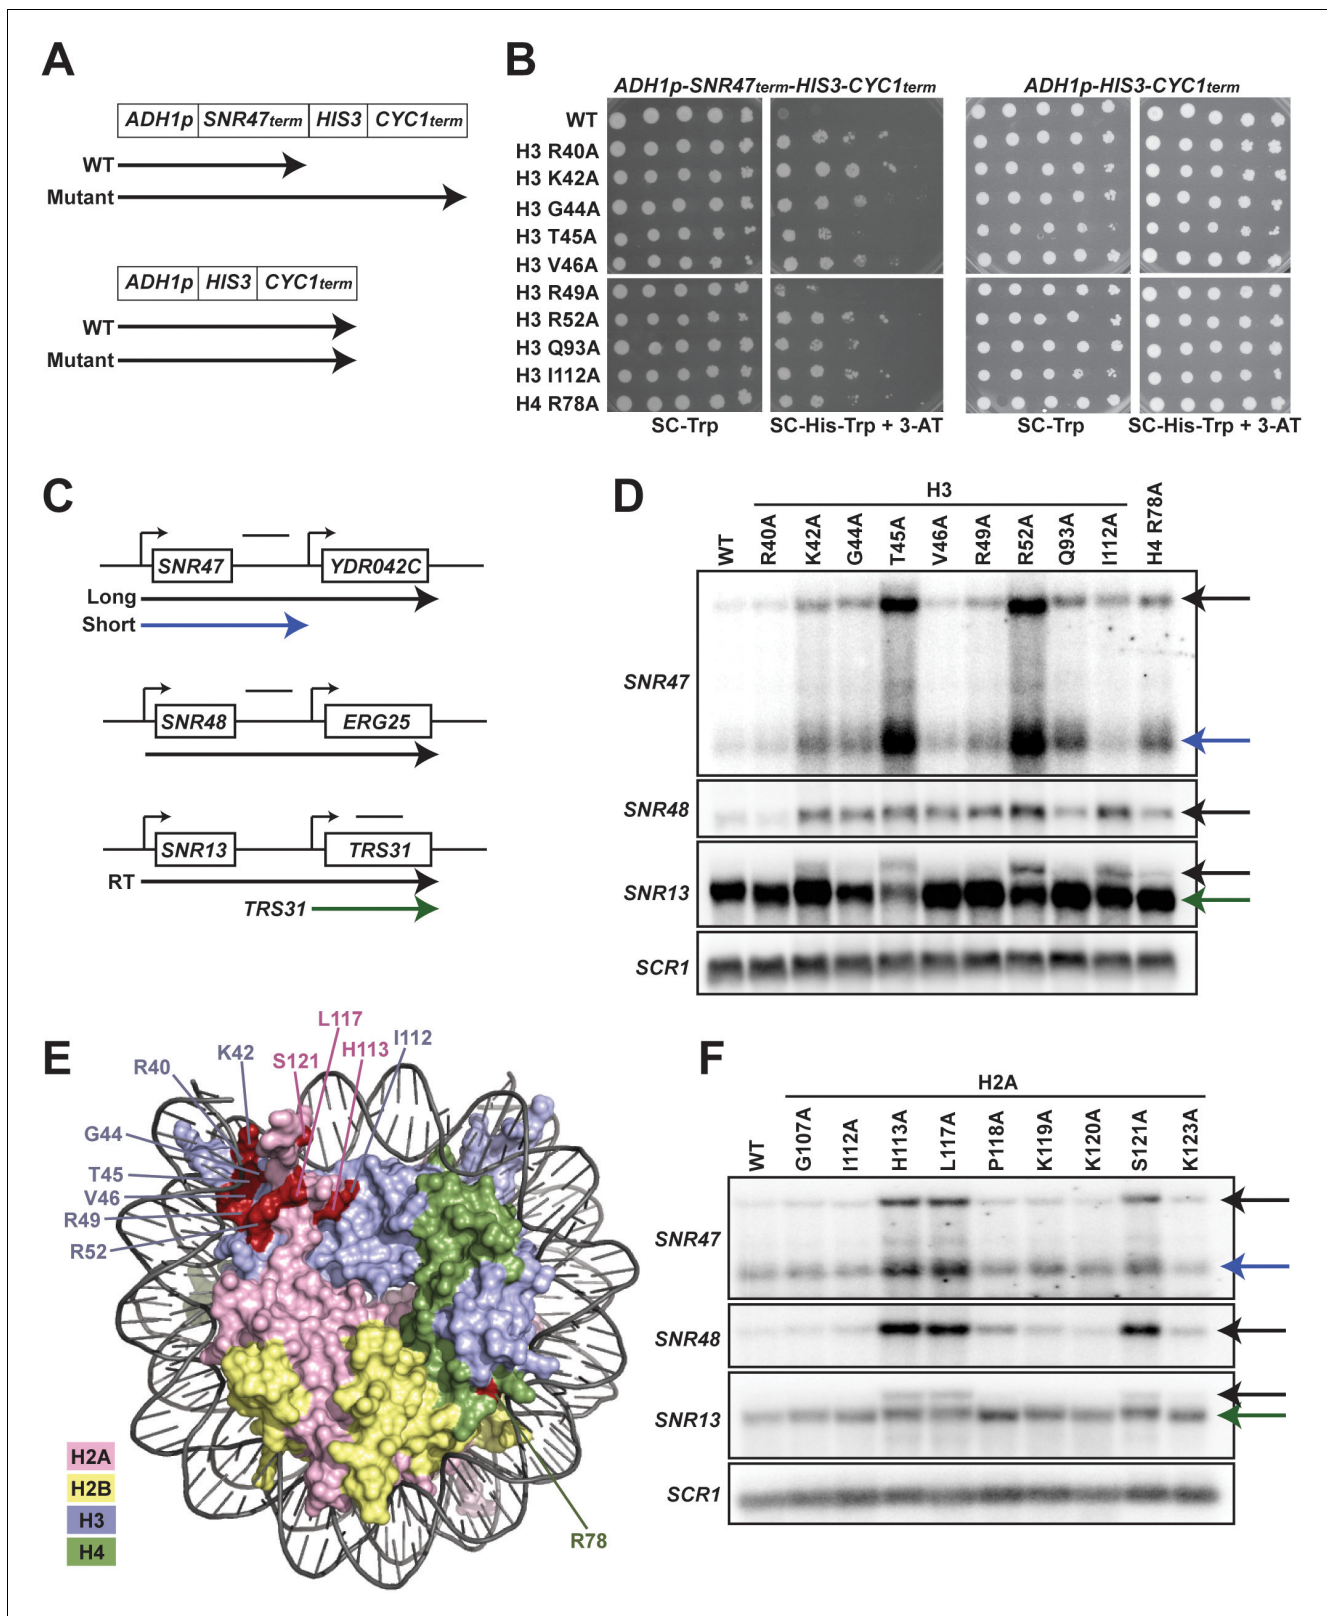 A
ADH1p SNR47term HIS3 CYC1term
WT
Mutant
ADH1p HIS3 CYC1term
WT
Mutant
B
ADH1p-SNR47term-HIS3-CYC1term ADH1p-HIS3-CYC1term
WT
H3 R40A
H3 K42A
H3 G44A
H3 T45A
H3 V46A
H3 R49A
H3 R52A
H3 Q93A
H3 I112A
H4 R78A
SC-Trp SC-His-Trp + 3-AT SC-Trp SC-His-Trp + 3-AT
C
SNR47 YDR042C
Long
Short
SNR48 ERG25
SNR13 TRS31
RT
TRS31
D
H3
WT R40A K42A G44A T45A V46A R49A R52A Q93A I112A H4 R78A
SNR47
SNR48
SNR13
SCR1
E
L117
K42 S121 H113 I112
R40
G44
T45
V46
R49
R52
H2A
H2B
H3
H4
R78
F
H2A
WT G107A I112A H113A L117A P118A K119A K120A S121A K123A
SNR47
SNR48
SNR13
SCR1